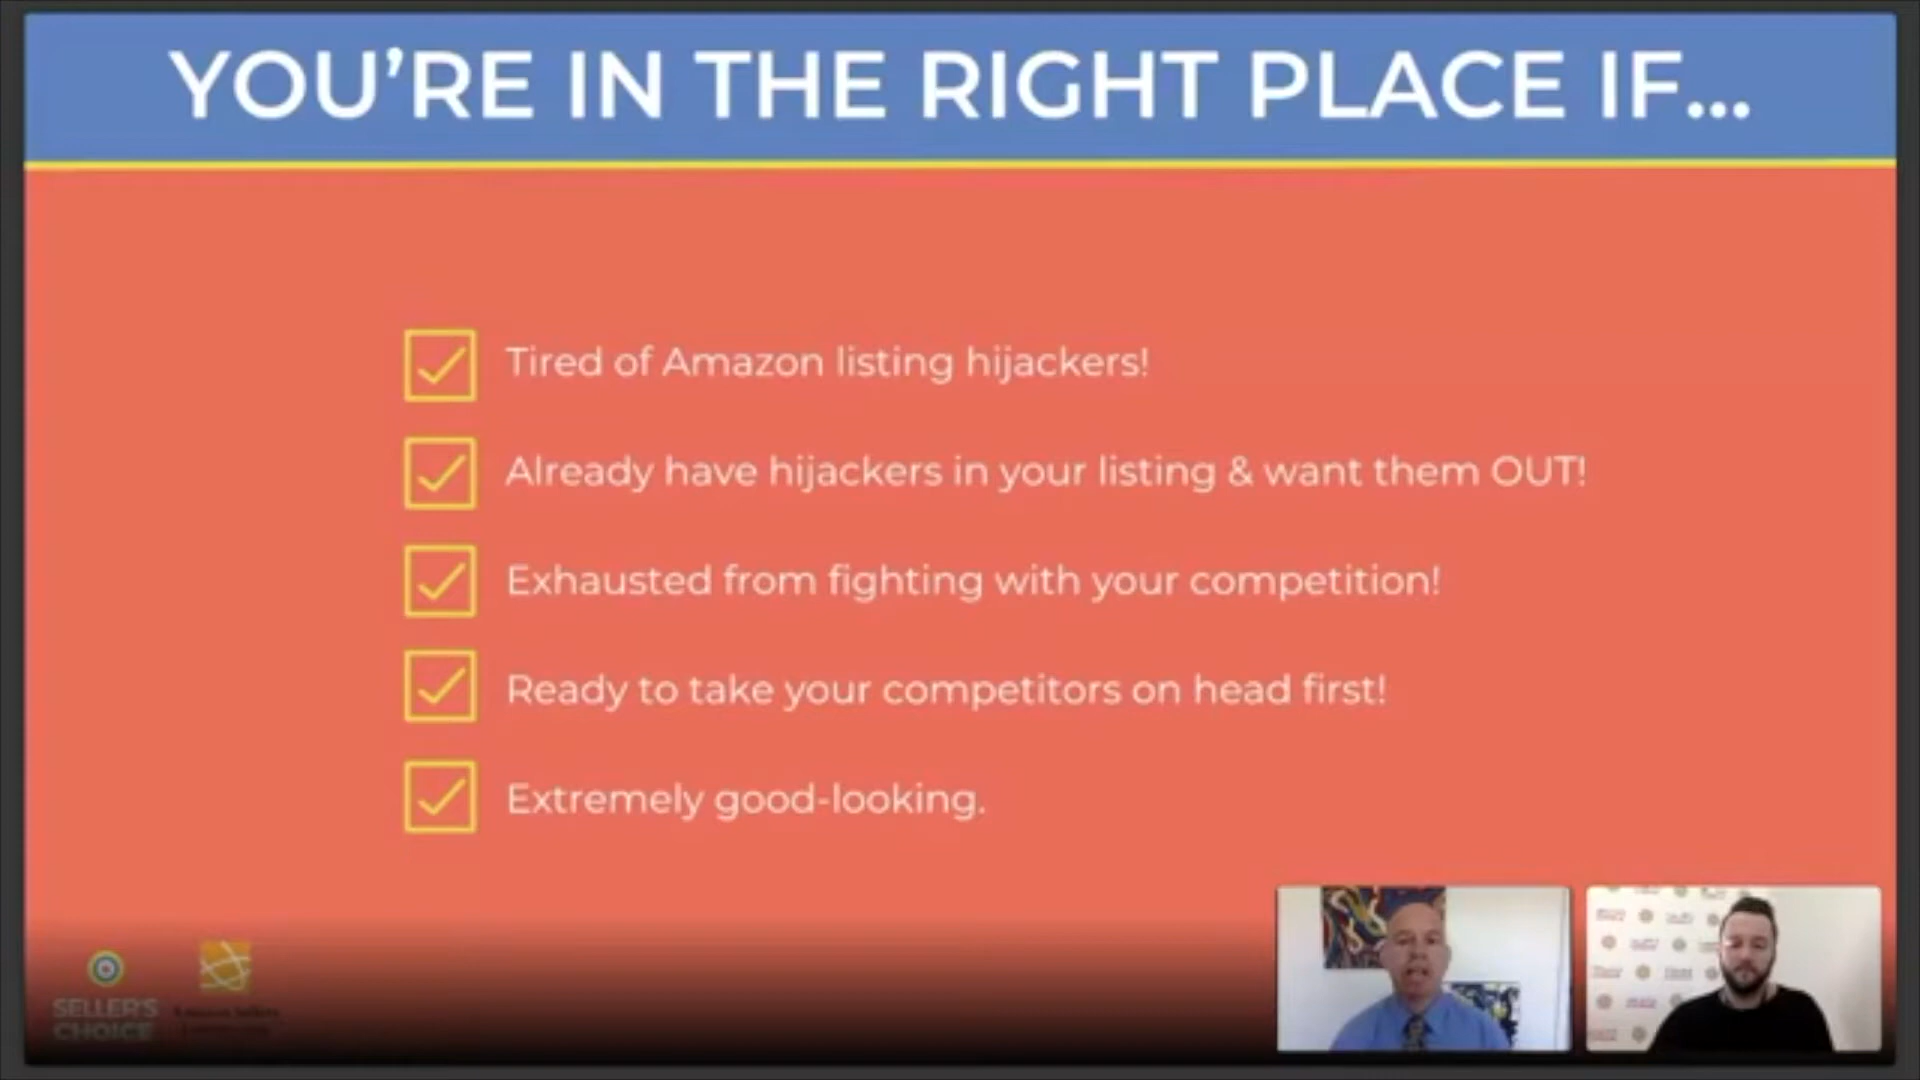 YOU'RE IN THE RIGHT PLACE IF...
Tired of Amazon listing hijackers!
Already have hijackers in your listing & want them OUT!
Exhausted from fighting with your competition!
Ready to take your competitors on head first!
Extremely good-looking.
SELLER'S
CHOICE
Amazon Sellers